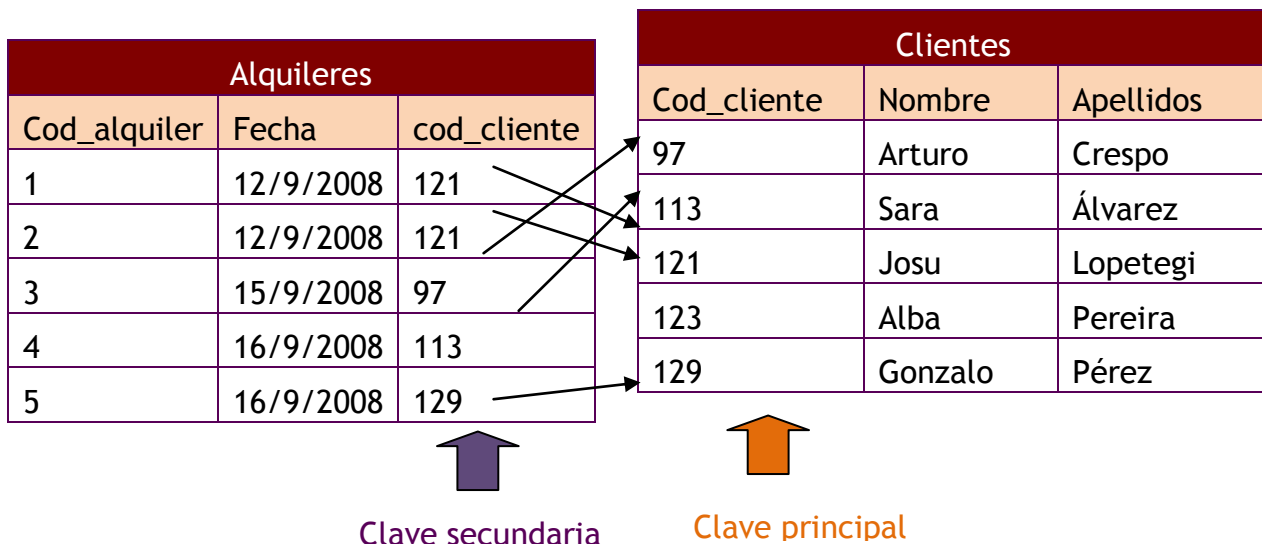 Alquileres
Cod_alquiler Fecha cod_cliente
1 12/9/2008 121
2 12/9/2008 121
3 15/9/2008 97
4 16/9/2008 113
5 16/9/2008 129
Clave secundaria
Clientes
Cod_cliente Nombre Apellidos
97 Arturo Crespo
113 Sara Álvarez
121 Josu Lopetegi
123 Alba Pereira
129 Gonzalo Pérez
Clave principal